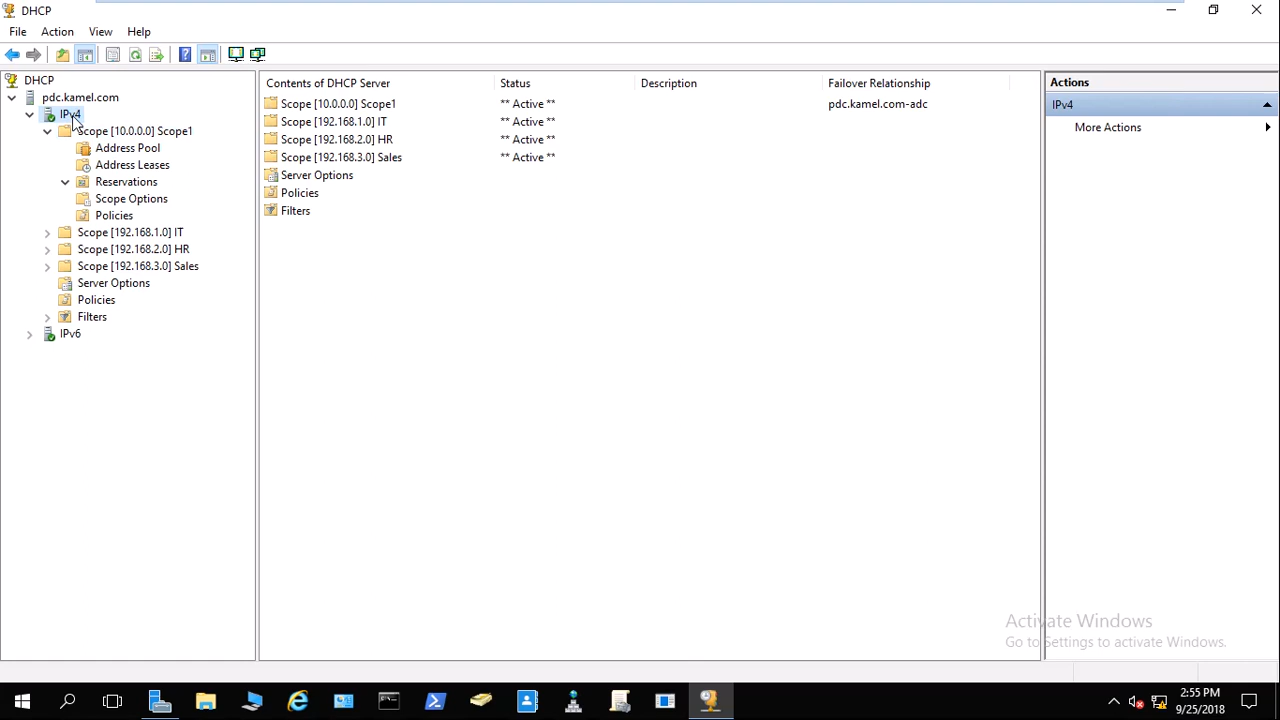 DHCP
File Action View Help
DHCP
pdc.kamel.com
IPv4
Scope [10.0.0.0] Scope1
Address Pool
Address Leases
Reservations
Scope Options
Policies
Scope [192.168.1.0] IT
Scope [192.168.2.0] HR
Scope [192.168.3.0] Sales
Server Options
Policies
Filters
IPv6
Contents of DHCP Server Status Description Failover Relationship
Scope [10.0.0.0] Scope1 ** Active ** pdc.kamel.com-adc
Scope [192.168.1.0] IT ** Active **
Scope [192.168.2.0] HR ** Active **
Scope [192.168.3.0] Sales ** Active **
Server Options
Policies
Filters
Actions
IPv4
More Actions
Activate Windows
Go to Settings to activate Windows.
2:55 PM
9/25/2018